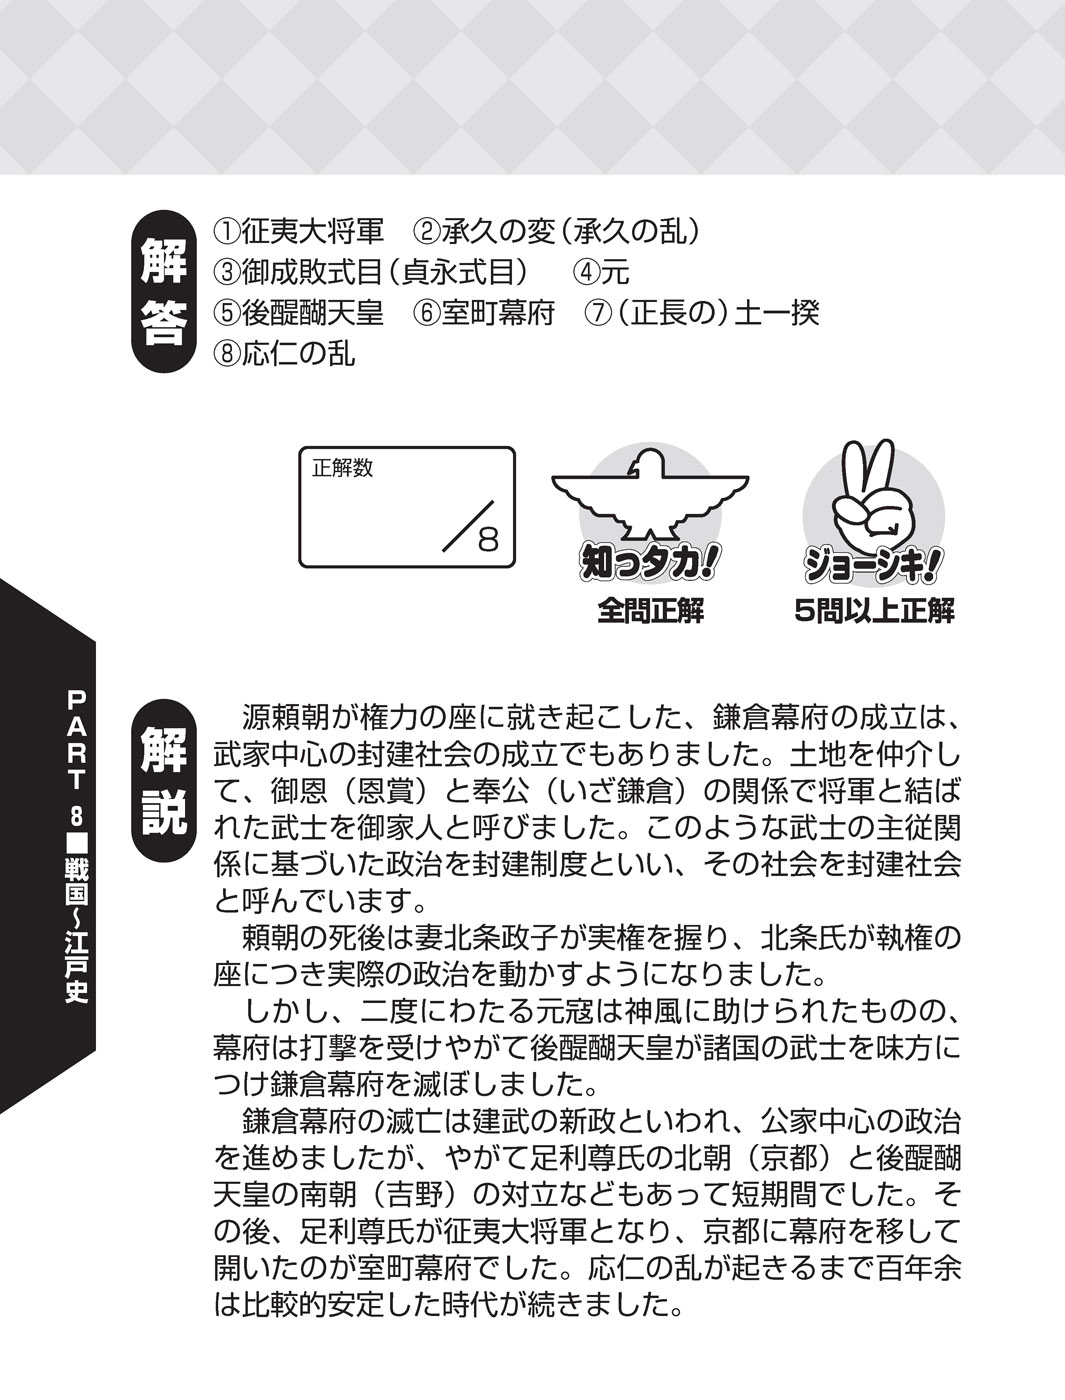 解答
①征夷大将軍　②承久の変（承久の乱）
③御成敗式目（貞永式目）　④元
⑤後醍醐天皇　⑥室町幕府　⑦（正長の）土一揆
⑧応仁の乱
正解数
／8
知っタカ！
全問正解
ジョーシキ！
5問以上正解
PART 8■戦国～江戸史
解説
　源頼朝が権力の座に就き起こした、鎌倉幕府の成立は、
武家中心の封建社会の成立でもありました。土地を仲介し
て、御恩（恩賞）と奉公（いざ鎌倉）の関係で将軍と結ば
れた武士を御家人と呼びました。このような武士の主従関
係に基づいた政治を封建制度といい、その社会を封建社会
と呼んでいます。
　頼朝の死後は妻北条政子が実権を握り、北条氏が執権の
座につき実際の政治を動かすようになりました。
　しかし、二度にわたる元寇は神風に助けられたものの、
幕府は打撃を受けやがて後醍醐天皇が諸国の武士を味方に
つけ鎌倉幕府を滅ぼしました。
　鎌倉幕府の滅亡は建武の新政といわれ、公家中心の政治
を進めましたが、やがて足利尊氏の北朝（京都）と後醍醐
天皇の南朝（吉野）の対立などもあって短期間でした。そ
の後、足利尊氏が征夷大将軍となり、京都に幕府を移して
開いたのが室町幕府でした。応仁の乱が起きるまで百年余
は比較的安定した時代が続きました。